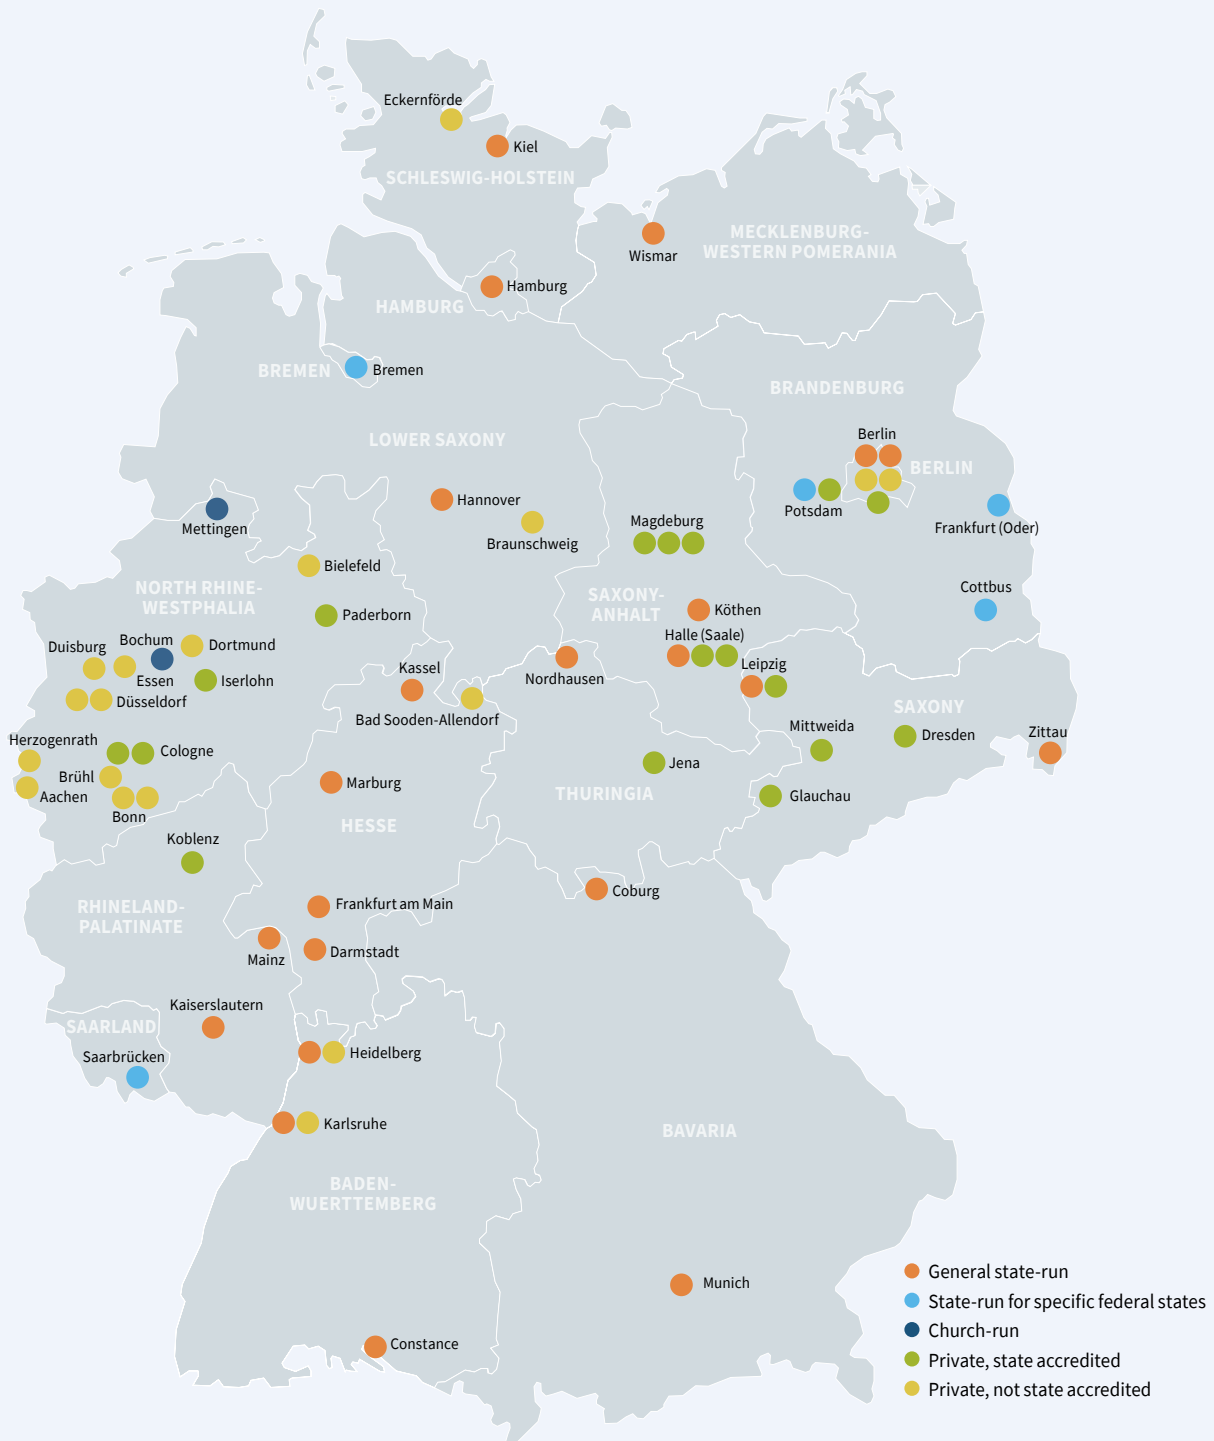 Eckernförde
Kiel
SCHLESWIG-HOLSTEIN
MECKLENBURG-
WESTERN POMERANIA
Wismar
Hamburg
HAMBURG
BREMEN
Bremen
BRANDENBURG
LOWER SAXONY
Berlin
BERLIN
Hannover
Mettingen
Braunschweig
Magdeburg
Potsdam
Frankfurt (Oder)
Bielefeld
NORTH RHINE-
WESTPHALIA
SAXONY-
ANHALT
Cottbus
Paderborn
Köthen
Halle (Saale)
Duisburg
Bochum
Dortmund
Essen
Iserlohn
Düsseldorf
Kassel
Nordhausen
Leipzig
Bad Sooden-Allendorf
SAXONY
Mittweida
Dresden
Zittau
Herzogenrath
Cologne
Brühl
Aachen
Bonn
Marburg
Jena
THURINGIA
Glauchau
HESSE
Koblenz
Coburg
RHINELAND-
PALATINATE
Frankfurt am Main
Mainz
Darmstadt
Kaiserslautern
SAARLAND
Saarbrücken
Heidelberg
Karlsruhe
BAVARIA
BADEN-
WUERTTEMBERG
Munich
Constance
General state-run
State-run for specific federal states
Church-run
Private, state accredited
Private, not state accredited